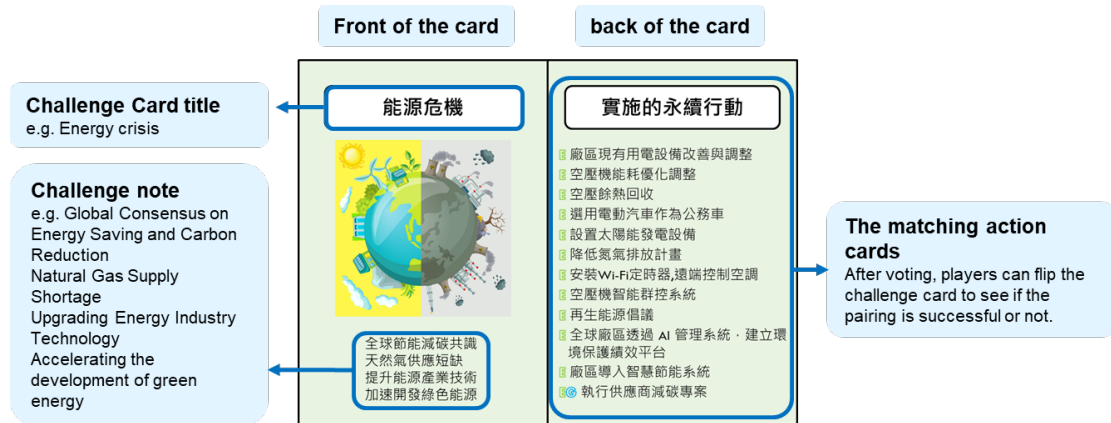 Front of the card
back of the card
Challenge Card title
e.g. Energy crisis
Challenge note
e.g. Global Consensus on
Energy Saving and Carbon
Reduction
Natural Gas Supply
Shortage
Upgrading Energy Industry
Technology
Accelerating the
development of green
energy
能源危機
全球節能減碳共識
天然氣供應短缺
提升能源產業技術
加速開發綠色能源
實施的永續行動
E 廠區現有用電設備改善與調整
E 空壓機能耗優化調整
E 空壓餘熱回收
E 選用電動汽車作為公務車
E 設置太陽能發電設備
E 降低氮氣排放計畫
E 安裝Wi-Fi定時器,遠端控制空調
E 空壓機智能群控系統
E 再生能源倡議
E 全球廠區透過 AI 管理系統,建立環
境保護績效平台
E 廠區導入智慧節能系統
E G 執行供應商減碳專案
The matching action
cards
After voting, players can flip the
challenge card to see if the
pairing is successful or not.